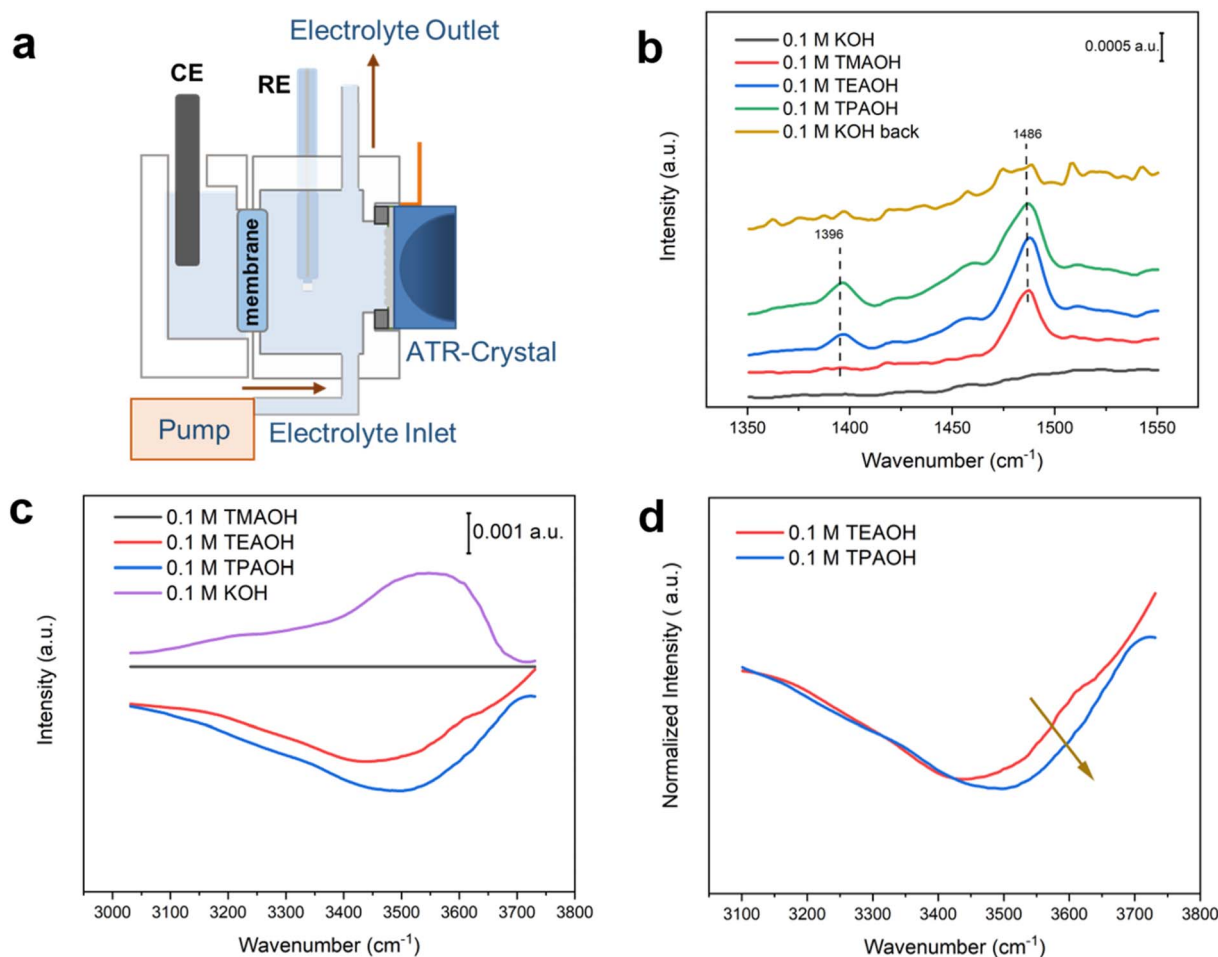 a
Electrolyte Outlet
CE
RE
membrane
ATR-Crystal
Pump
Electrolyte Inlet
b
0.1 M KOH
0.1 M TMAOH
0.1 M TEAOH
0.1 M TPAOH
0.1 M KOH back
0.0005 a.u.
1486
1396
Intensity (a.u.)
1350 1400 1450 1500 1550
Wavenumber (cm⁻¹)
c
0.1 M TMAOH
0.1 M TEAOH
0.1 M TPAOH
0.1 M KOH
0.001 a.u.
Intensity (a.u.)
3000 3100 3200 3300 3400 3500 3600 3700 3800
Wavenumber (cm⁻¹)
d
0.1 M TEAOH
0.1 M TPAOH
Normalized Intensity ( a.u.)
3100 3200 3300 3400 3500 3600 3700 3800
Wavenumber (cm⁻¹)